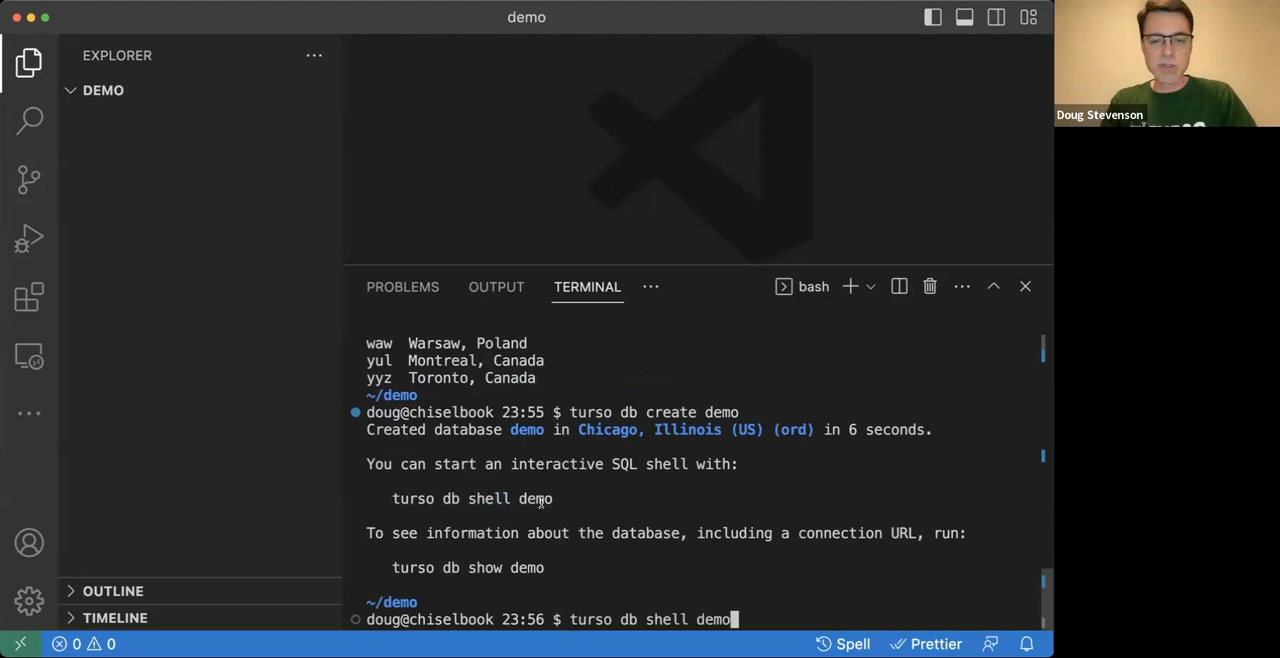 demo
EXPLORER
DEMO
Doug Stevenson
PROBLEMS OUTPUT TERMINAL
bash
waw Warsaw, Poland
yul Montreal, Canada
yyz Toronto, Canada
~/demo
doug@chiselbook 23:55 $ turso db create demo
Created database demo in Chicago, Illinois (US) (ord) in 6 seconds.
You can start an interactive SQL shell with:
turso db shell demo
To see information about the database, including a connection URL, run:
turso db show demo
~/demo
doug@chiselbook 23:56 $ turso db shell demo
OUTLINE
TIMELINE
0 0 Spell Prettier